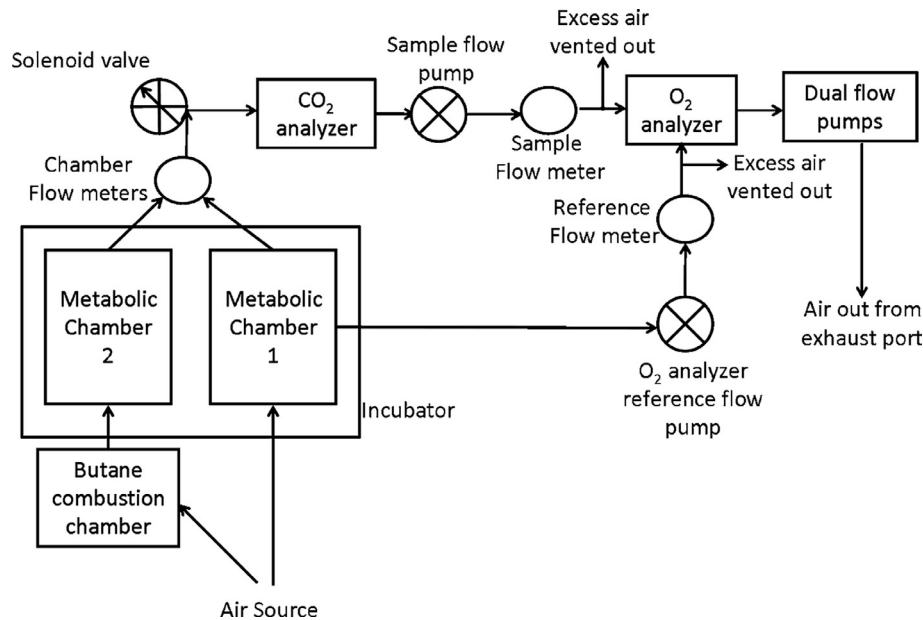 Solenoid valve
CO₂
analyzer
Sample flow
pump
Excess air
vented out
Sample
Flow meter
O₂
analyzer
Dual flow
pumps
Chamber
Flow meters
Excess air
vented out
Reference
Flow meter
Metabolic
Chamber
2
Metabolic
Chamber
1
Incubator
O₂ analyzer
reference flow
pump
Air out from
exhaust port
Butane
combustion
chamber
Air Source